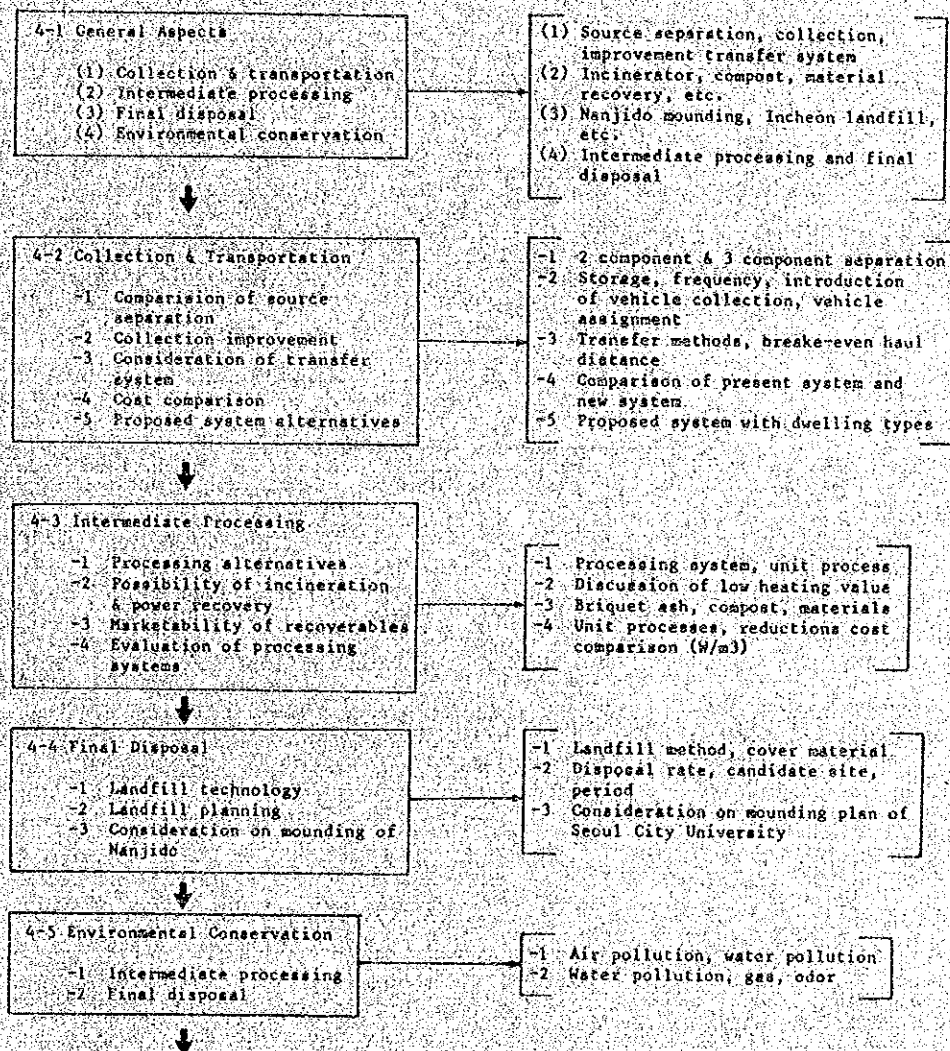 4-1 General Aspects
(1) Collection & transportation
(2) Intermediate processing
(3) Final disposal
(4) Environmental conservation
(1) Source separation, collection,
improvement transfer system
(2) Incinerator, compost, material
recovery, etc.
(3) Nanjido mounding, Incheon landfill,
etc.
(4) Intermediate processing and final
disposal
4-2 Collection & Transportation
-1 Comparision of source
separation
-2 Collection improvement
-3 Consideration of transfer
system
-4 Cost comparison
-5 Proposed system alternatives
-1 2 component & 3 component separation
-2 Storage, frequency, introduction
of vehicle collection, vehicle
assignment
-3 Transfer methods, breake-even haul
distance
-4 Comparison of present system and
new system
-5 Proposed system with dwelling types
4-3 Intermediate Processing
-1 Processing alternatives
-2 Possibility of incineration
& power recovery
-3 Marketability of recoverables
-4 Evaluation of processing
systems
-1 Processing system, unit process
-2 Discussion of low heating value
-3 Briquet ash, compost, materials
-4 Unit processes, reductions cost
comparison (W/m3)
4-4 Final Disposal
-1 Landfill technology
-2 Landfill planning
-3 Consideration on mounding of
Nanjido
-1 Landfill method, cover material
-2 Disposal rate, candidate site,
period
-3 Consideration on mounding plan of
Seoul City University
4-5 Environmental Conservation
-1 Intermediate processing
-2 Final disposal
-1 Air pollution, water pollution
-2 Water pollution, gas, odor